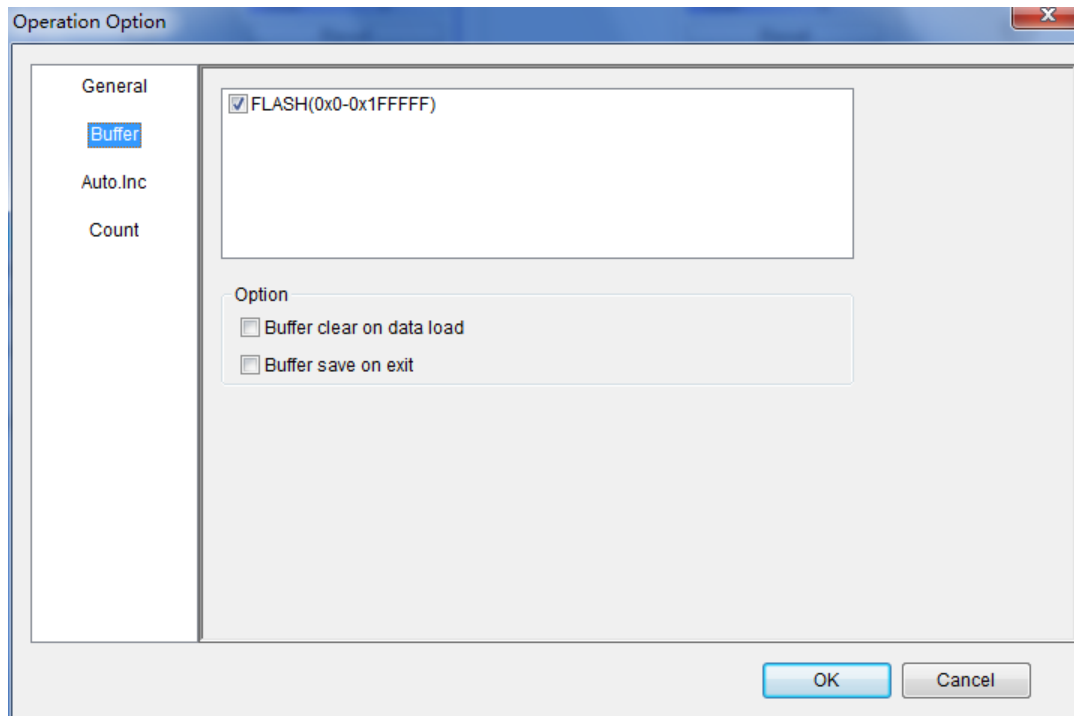 Operation Option
General
Buffer
Auto.Inc
Count
FLASH(0x0-0x1FFFFF)
Option
Buffer clear on data load
Buffer save on exit
OK
Cancel